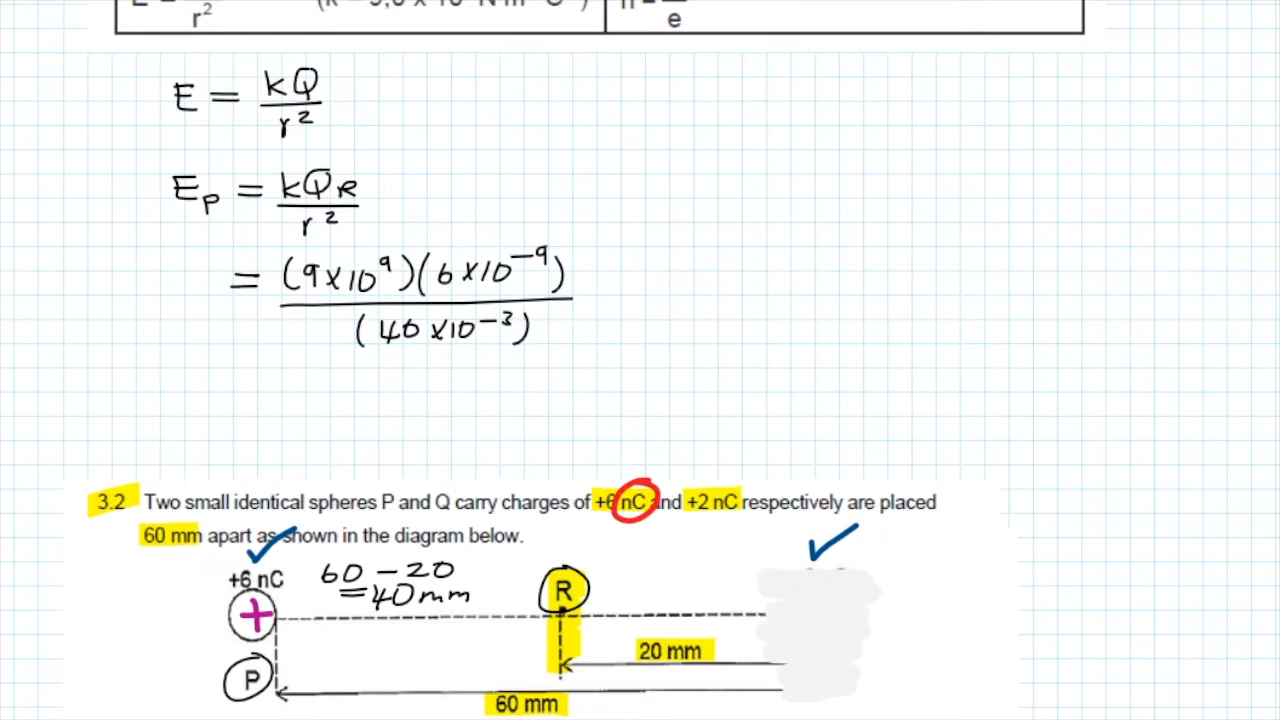 r²
e
E = kQ / r²
E_P = kQ_R / r²
= (9×10⁹)(6×10⁻⁹) / (40×10⁻³)
3.2 Two small identical spheres P and Q carry charges of +6 nC and +2 nC respectively are placed
60 mm apart as shown in the diagram below.
+6 nC 60 − 20
= 40mm
R
+
20 mm
P
60 mm